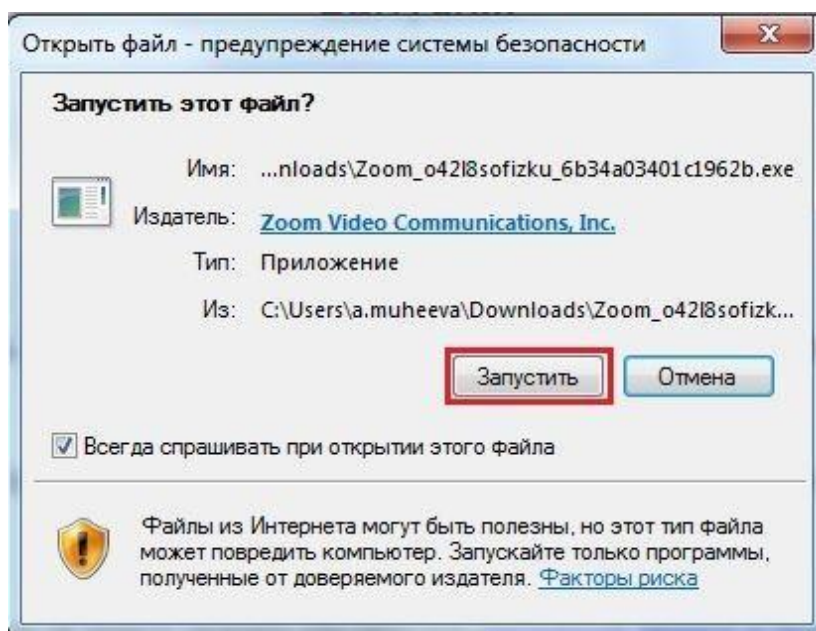 Открыть файл - предупреждение системы безопасности
Запустить этот файл?
Имя: ...nloads\Zoom_o42l8sofizku_6b34a03401c1962b.exe
Издатель: Zoom Video Communications, Inc.
Тип: Приложение
Из: C:\Users\a.muheeva\Downloads\Zoom_o42l8sofizk...
Запустить Отмена
Всегда спрашивать при открытии этого файла
Файлы из Интернета могут быть полезны, но этот тип файла
может повредить компьютер. Запускайте только программы,
полученные от доверяемого издателя. Факторы риска